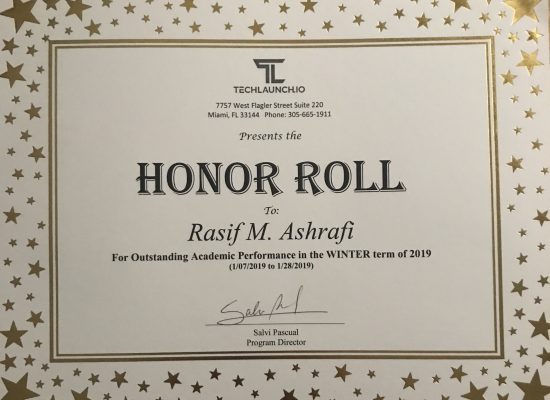 TL
TECHLAUNCH.IO
7757 West Flagler Street Suite 220
Miami, FL 33144   Phone: 305-665-1911
Presents the
HONOR ROLL
To:
Rasif M. Ashrafi
For Outstanding Academic Performance in the WINTER term of 2019
(1/07/2019 to 1/28/2019)
Salvi Pascual
Program Director